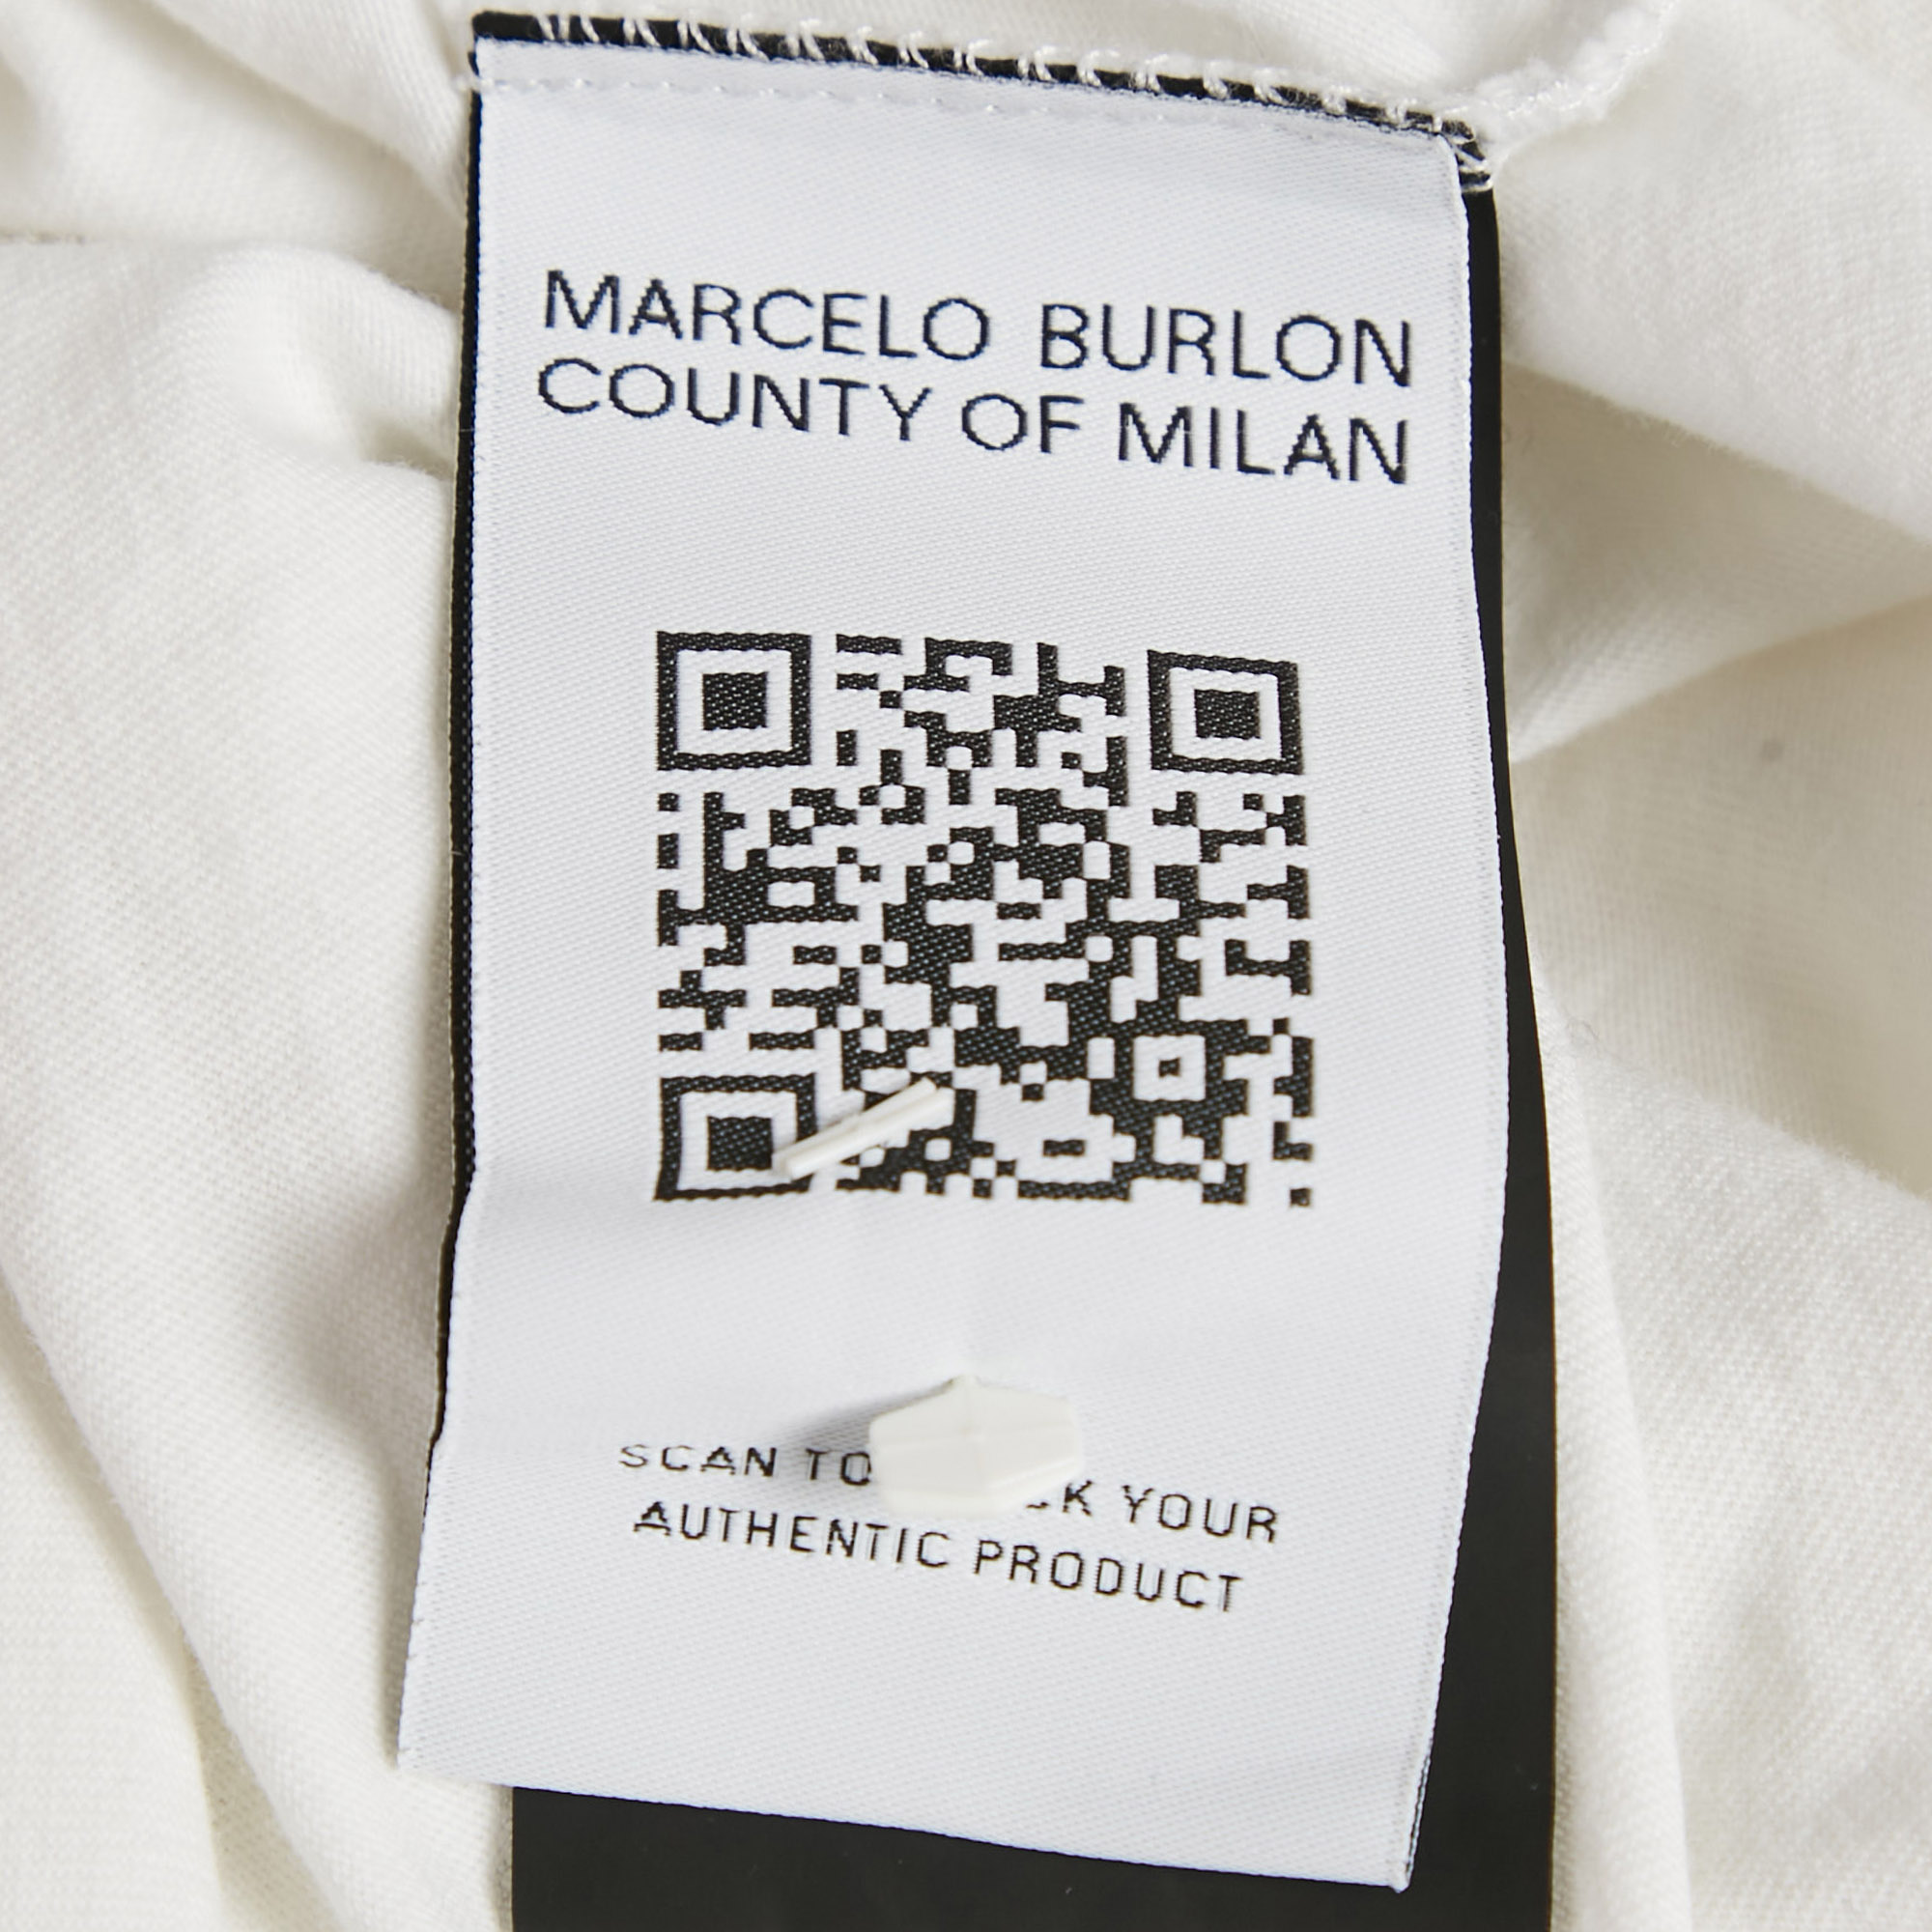 MARCELO BURLON
COUNTY OF MILAN
SCAN TO YOUR
AUTHENTIC PRODUCT